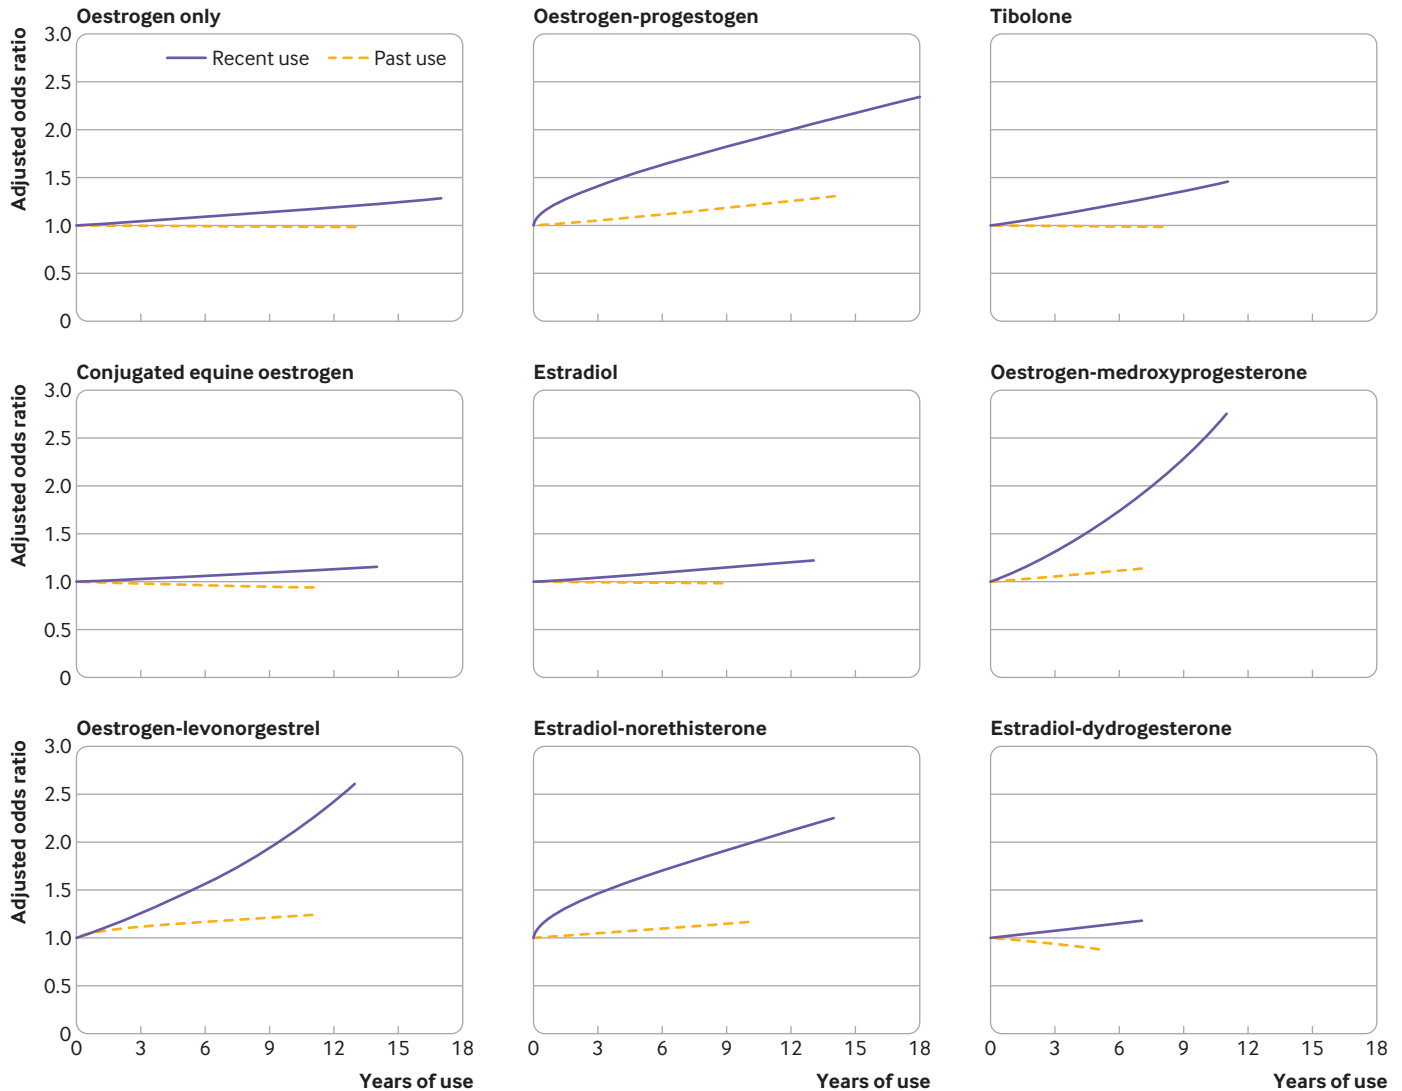 Oestrogen only
Oestrogen-progestogen
Tibolone
Adjusted odds ratio
3.0
2.5
2.0
1.5
1.0
0.5
0
Recent use
Past use
Conjugated equine oestrogen
Estradiol
Oestrogen-medroxyprogesterone
Adjusted odds ratio
3.0
2.5
2.0
1.5
1.0
0.5
0
Oestrogen-levonorgestrel
Estradiol-norethisterone
Estradiol-dydrogesterone
Adjusted odds ratio
3.0
2.5
2.0
1.5
1.0
0.5
0
0 3 6 9 12 15 18
0 3 6 9 12 15 18
0 3 6 9 12 15 18
Years of use
Years of use
Years of use